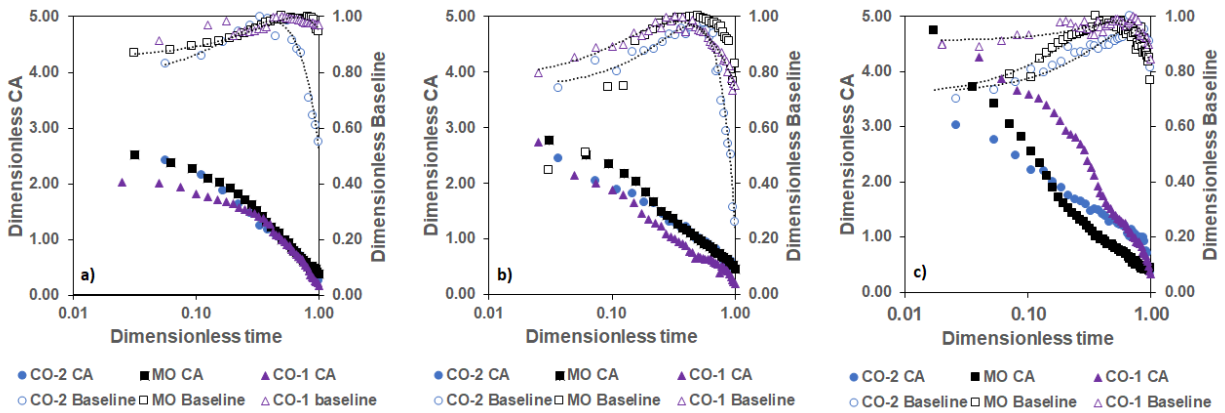 5.00
4.00
3.00
2.00
1.00
0.00
Dimensionless CA
1.00
0.80
0.60
0.40
0.20
0.00
Dimensionless Baseline
a)
0.01
0.10
1.00
Dimensionless time
CO-2 CA
MO CA
CO-1 CA
CO-2 Baseline
MO Baseline
CO-1 baseline
5.00
4.00
3.00
2.00
1.00
0.00
Dimensionless CA
1.00
0.80
0.60
0.40
0.20
0.00
Dimensionless Baseline
b)
0.01
0.10
1.00
Dimensionless time
CO-2 CA
MO CA
CO-1 CA
CO-2 Baseline
MO Baseline
CO-1 Baseline
5.00
4.00
3.00
2.00
1.00
0.00
Dimensionless CA
1.00
0.80
0.60
0.40
0.20
0.00
Dimensionless Baseline
c)
0.01
0.10
1.00
Dimensionless time
CO-2 CA
MO CA
CO-1 CA
CO-2 Baseline
MO Baseline
CO-1 Baseline